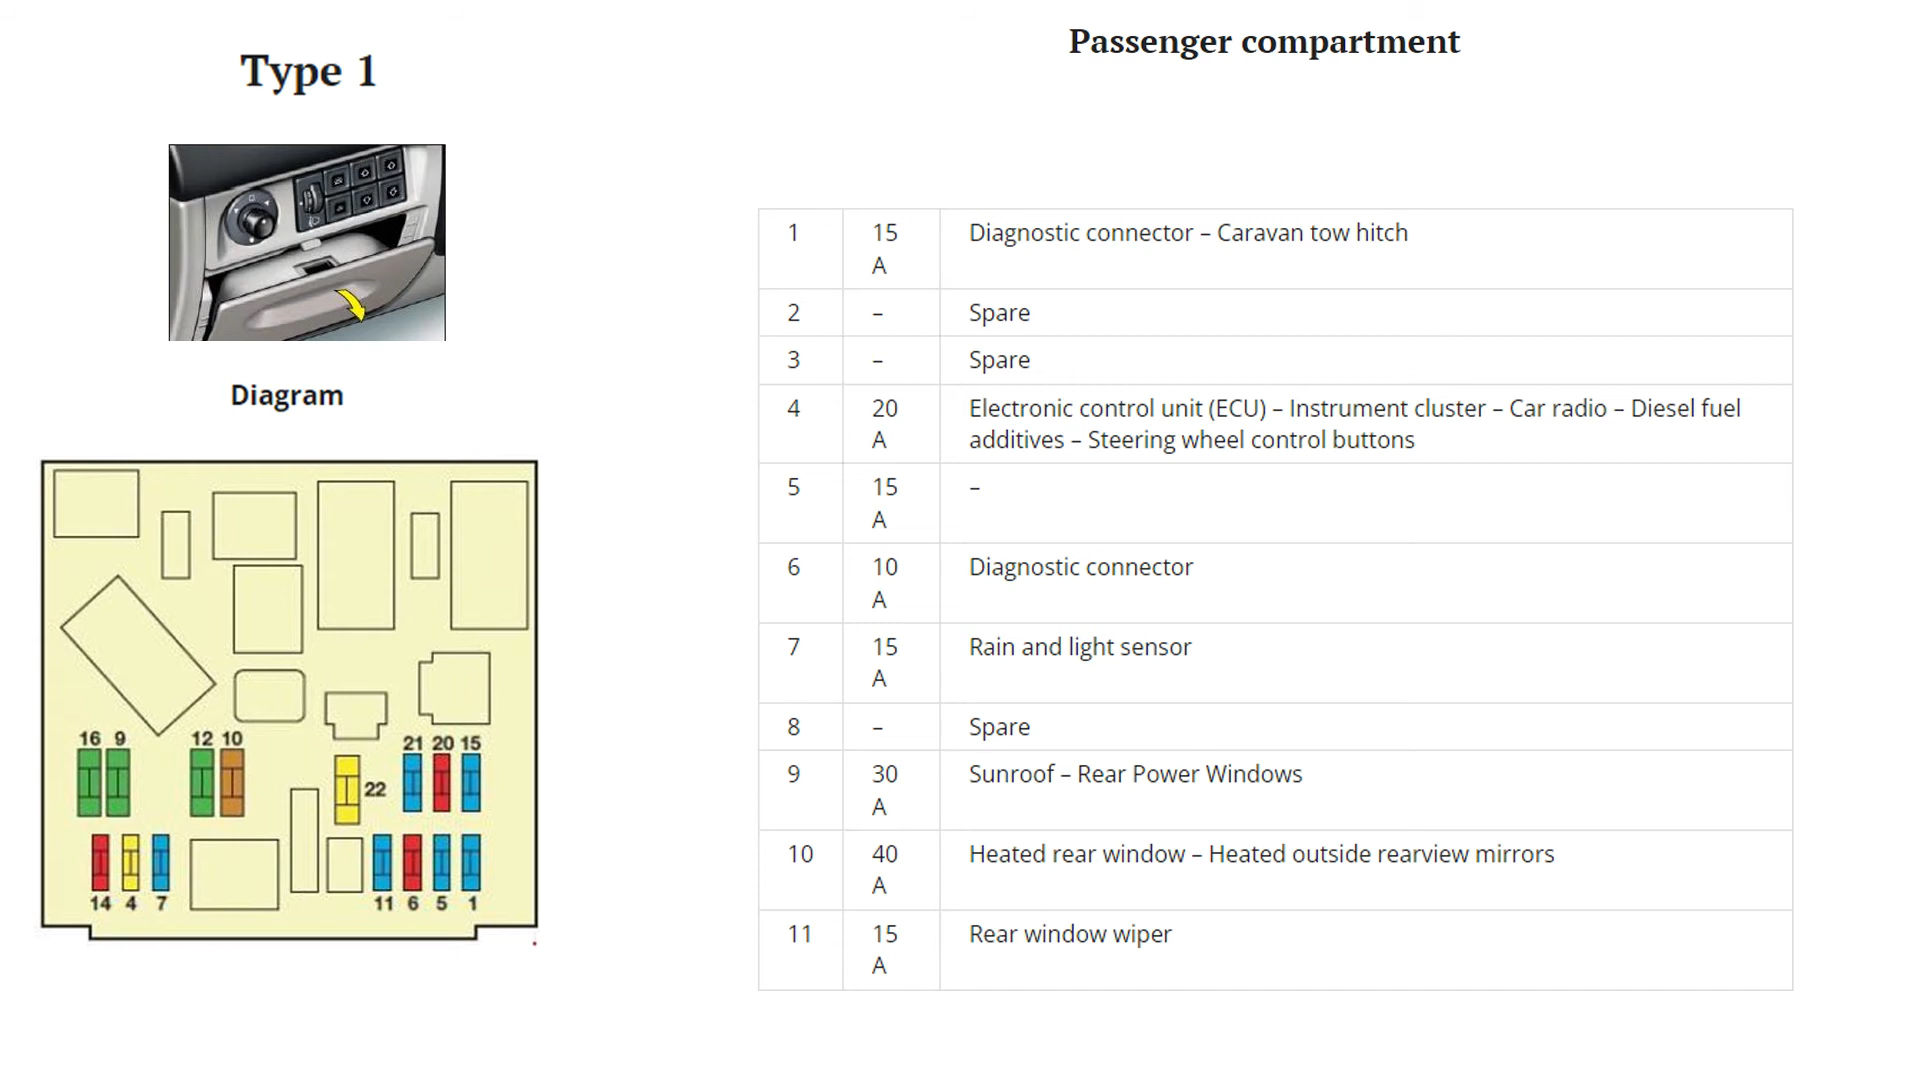 Type 1
Passenger compartment
Diagram
16 9 12 10
21 20 15
22
14 4 7
11 6 5 1
1 15 A Diagnostic connector – Caravan tow hitch
2 – Spare
3 – Spare
4 20 A Electronic control unit (ECU) – Instrument cluster – Car radio – Diesel fuel
additives – Steering wheel control buttons
5 15 A –
6 10 A Diagnostic connector
7 15 A Rain and light sensor
8 – Spare
9 30 A Sunroof – Rear Power Windows
10 40 A Heated rear window – Heated outside rearview mirrors
11 15 A Rear window wiper